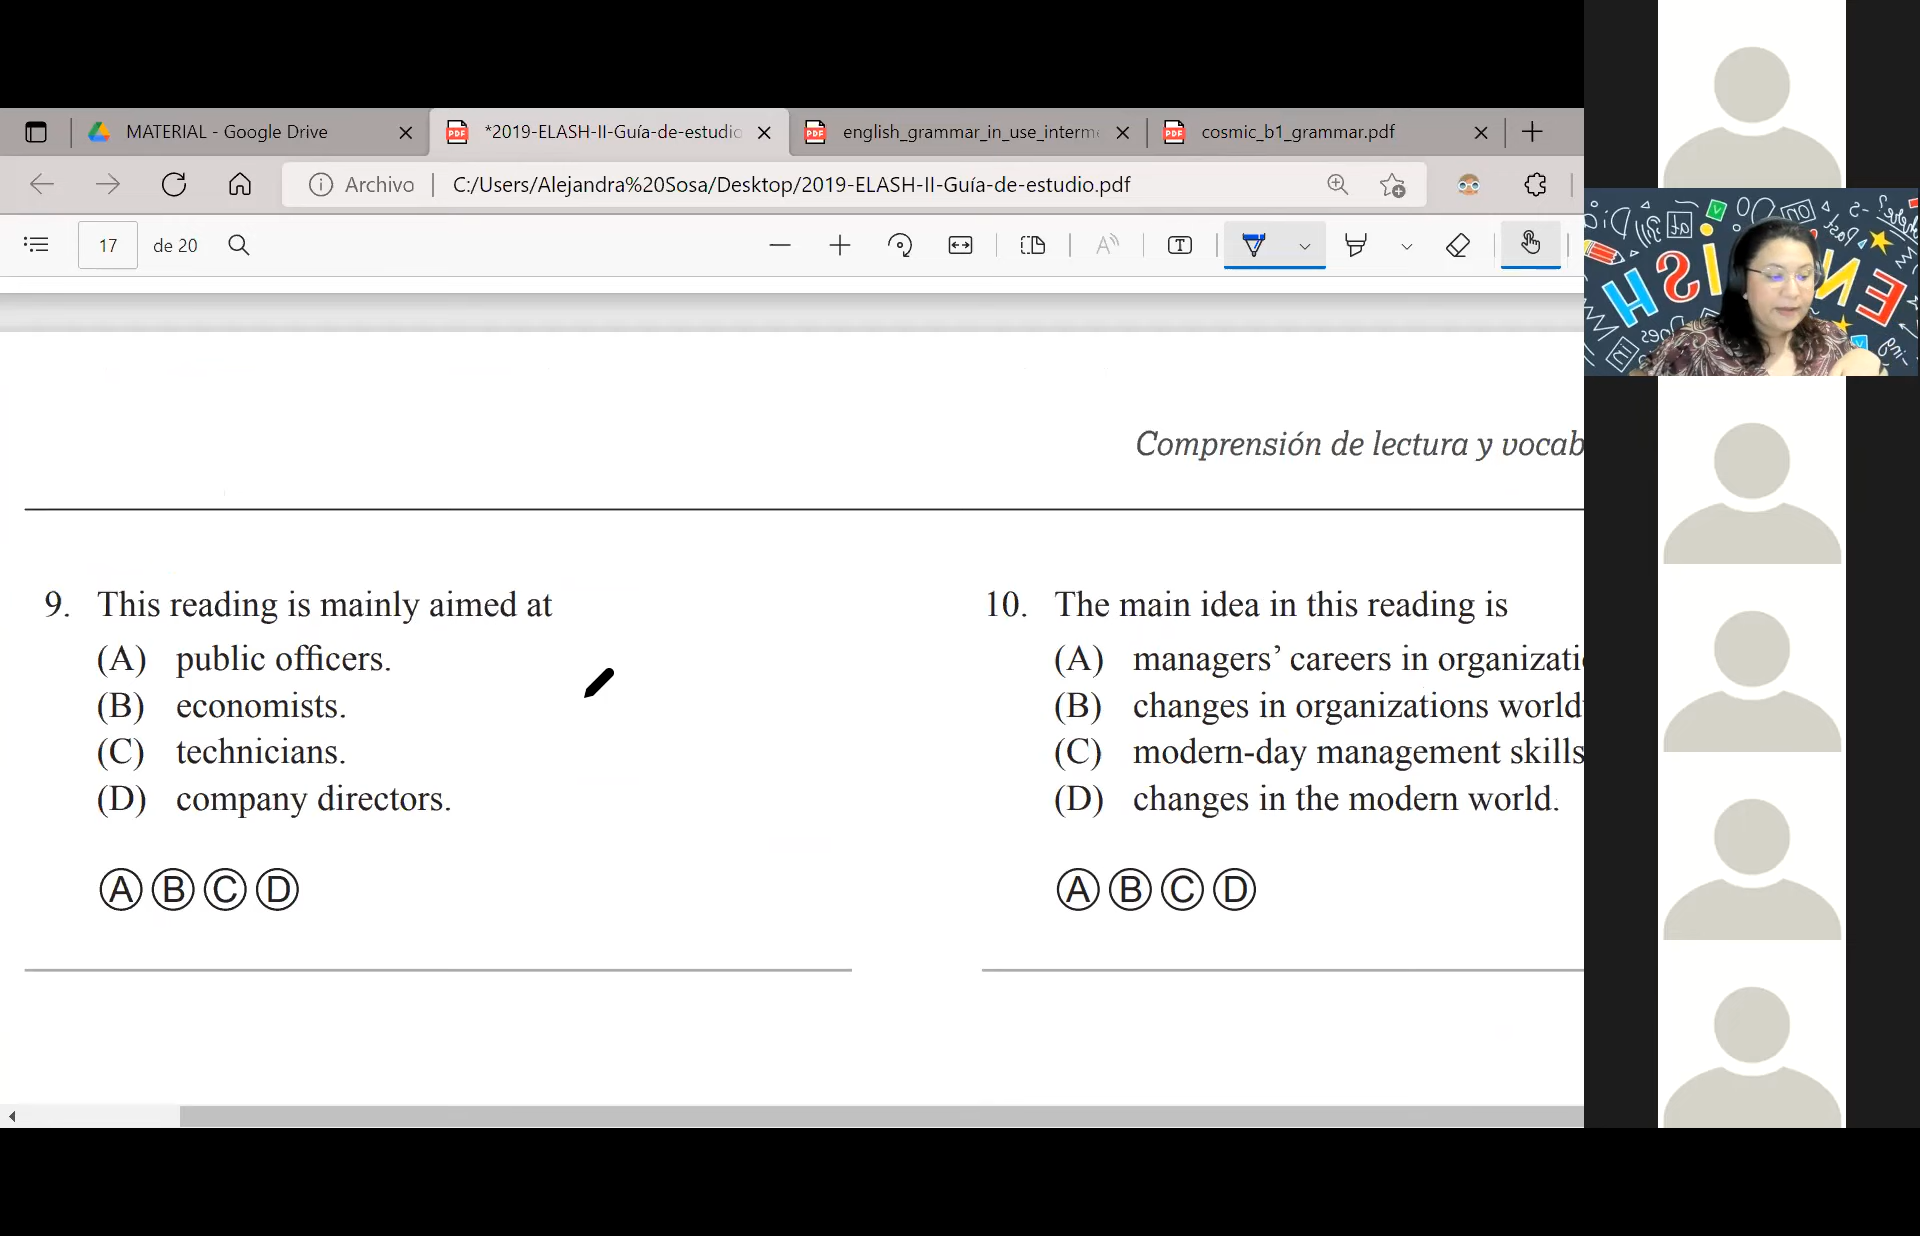 MATERIAL - Google Drive
*2019-ELASH-II-Guía-de-estudio
english_grammar_in_use_interme
cosmic_b1_grammar.pdf
Archivo
C:/Users/Alejandra%20Sosa/Desktop/2019-ELASH-II-Guía-de-estudio.pdf
17 de 20
Comprensión de lectura y vocab
9. This reading is mainly aimed at
(A) public officers.
(B) economists.
(C) technicians.
(D) company directors.
A B C D
10. The main idea in this reading is
(A) managers’ careers in organizati
(B) changes in organizations world
(C) modern-day management skills
(D) changes in the modern world.
A B C D
ENGLISH